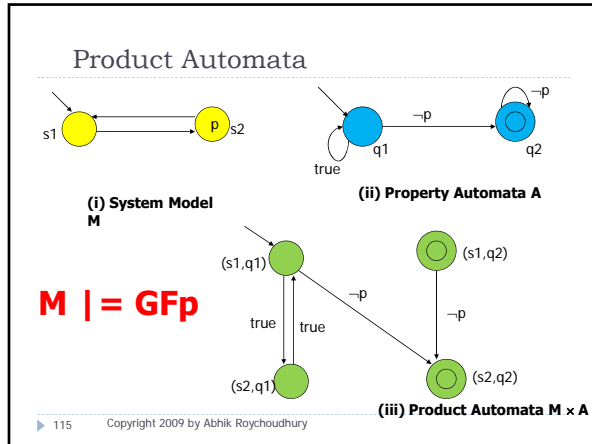 Product Automata
s1
p
s2
¬p
¬p
q1
q2
true
(i) System Model
M
(ii) Property Automata A
(s1,q1)
(s1,q2)
M |= GFp
¬p
¬p
true
true
(s2,q1)
(s2,q2)
(iii) Product Automata M × A
115 Copyright 2009 by Abhik Roychoudhury